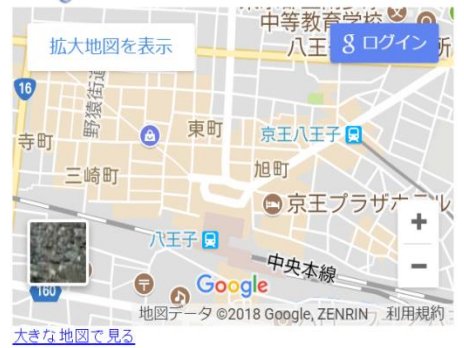 中等教育学校
拡大地図を表示
八王
ログイン
所
16
野猿街道
東町
京王八王子
寺町
旭町
三崎町
京王プラザホテル
+
八王子
中央本線
−
160
Google
地図データ ©2018 Google, ZENRIN 利用規約
大きな地図で見る